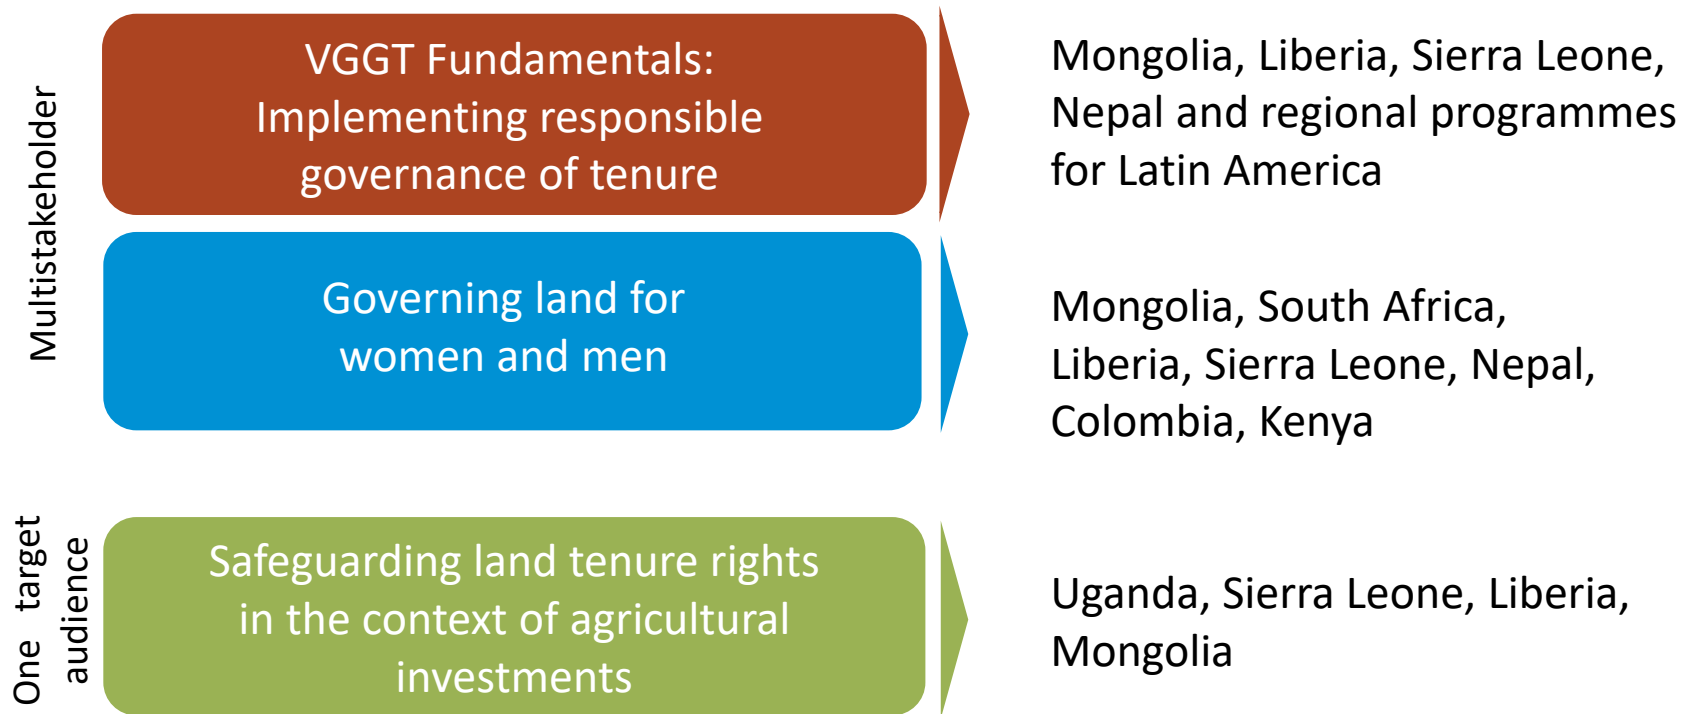 Multistakeholder
VGGT Fundamentals:
Implementing responsible
governance of tenure
Mongolia, Liberia, Sierra Leone,
Nepal and regional programmes
for Latin America
Governing land for
women and men
Mongolia, South Africa,
Liberia, Sierra Leone, Nepal,
Colombia, Kenya
One target
audience
Safeguarding land tenure rights
in the context of agricultural
investments
Uganda, Sierra Leone, Liberia,
Mongolia